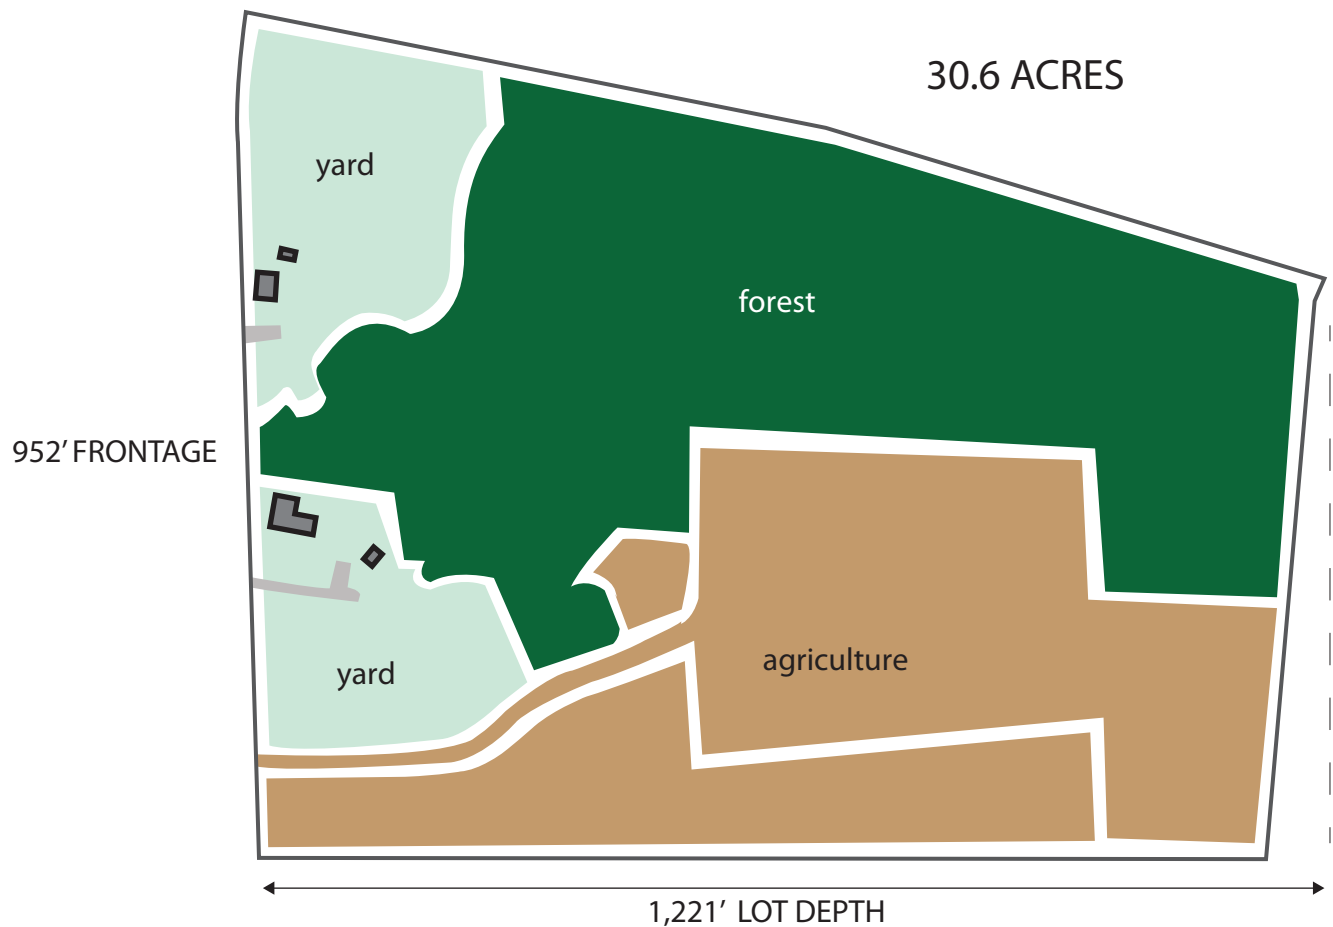 30.6 ACRES
yard
forest
952’ FRONTAGE
agriculture
yard
1,221’ LOT DEPTH